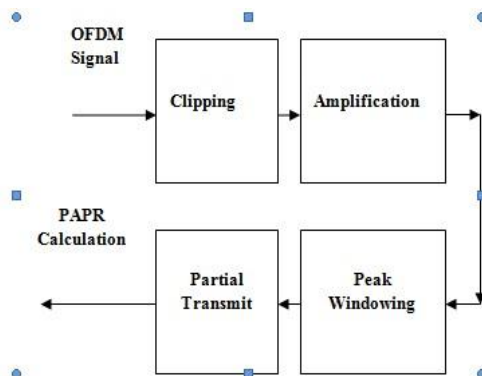 OFDM
Signal
Clipping
Amplification
PAPR
Calculation
Partial
Transmit
Peak
Windowing